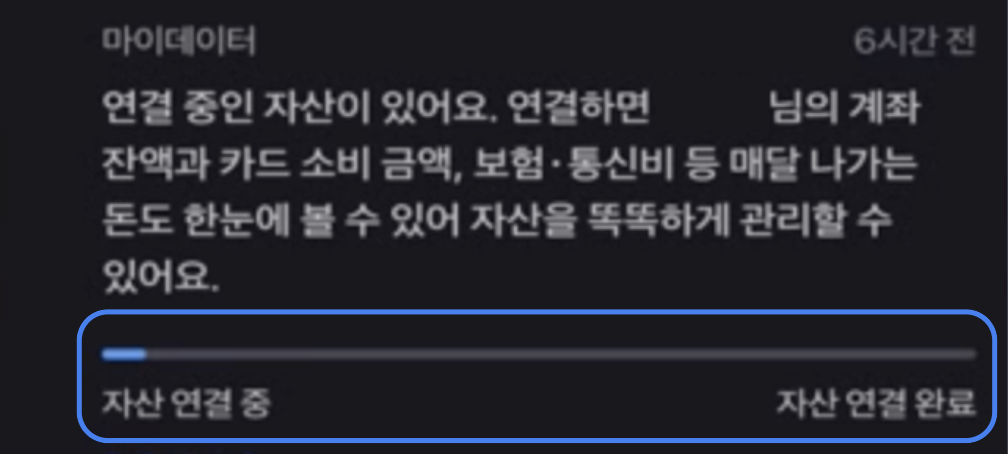 마이데이터 6시간 전
연결 중인 자산이 있어요. 연결하면 님의 계좌
잔액과 카드 소비 금액, 보험·통신비 등 매달 나가는
돈도 한눈에 볼 수 있어 자산을 똑똑하게 관리할 수
있어요.
자산 연결 중 자산 연결 완료